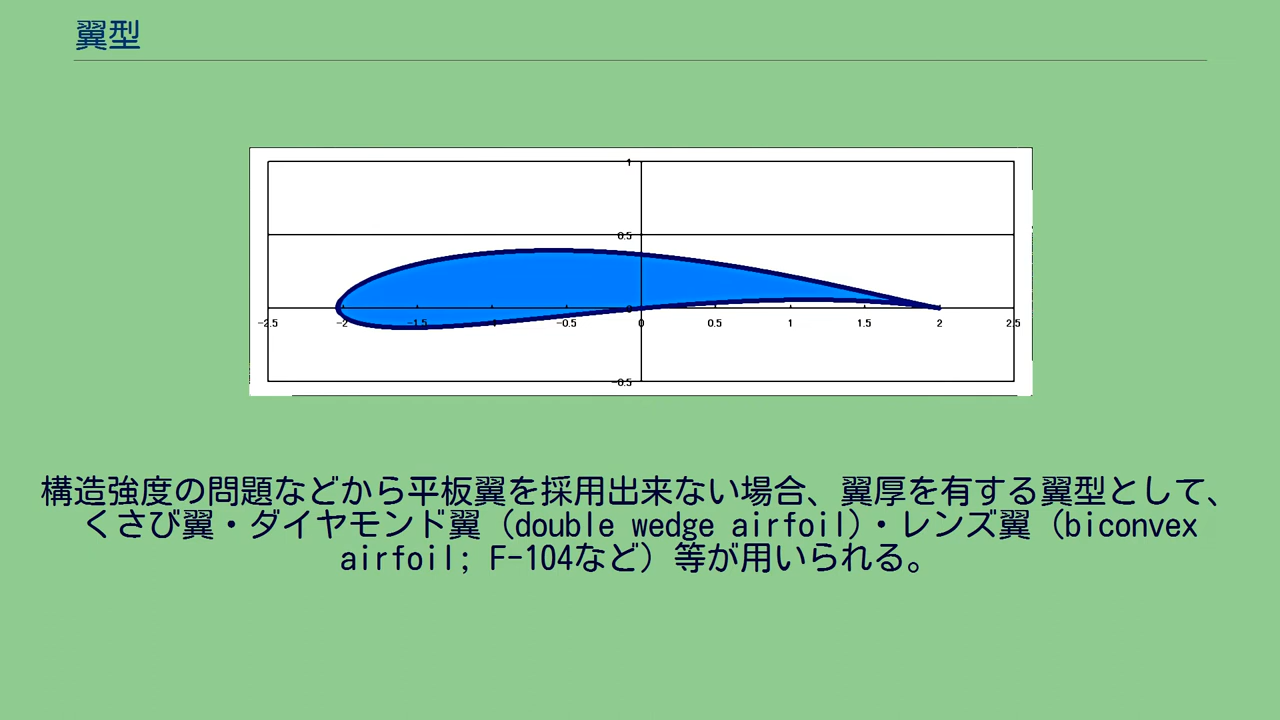 翼型
1
0.5
-2.5 -2 -1.5 -1 -0.5 0 0.5 1 1.5 2 2.5
0
-0.5
構造強度の問題などから平板翼を採用出来ない場合、翼厚を有する翼型として、
くさび翼・ダイヤモンド翼（double wedge airfoil)・レンズ翼（biconvex
airfoil; F-104など）等が用いられる。